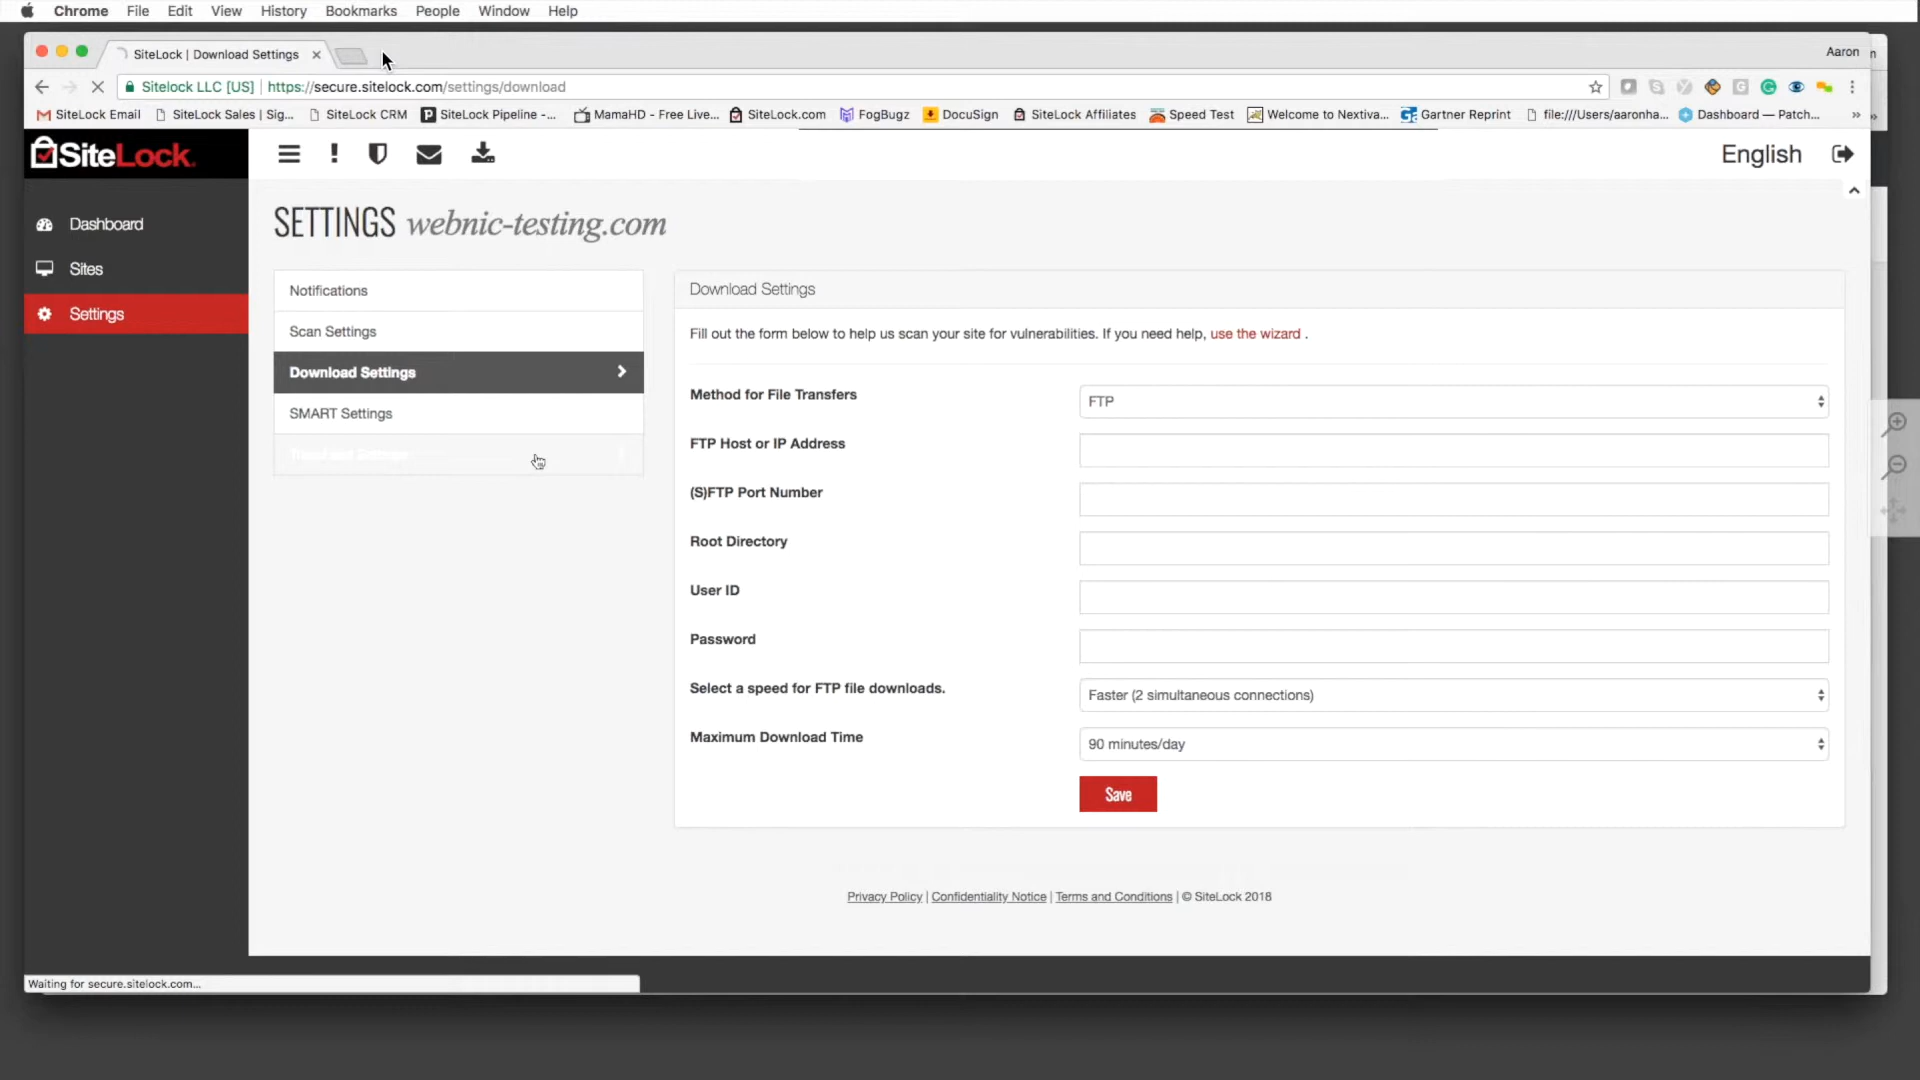 Chrome File Edit View History Bookmarks People Window Help
SiteLock | Download Settings
Aaron
Sitelock LLC [US] https://secure.sitelock.com/settings/download
SiteLock Email SiteLock Sales | Sig... SiteLock CRM SiteLock Pipeline -... MamaHD - Free Live... SiteLock.com FogBugz DocuSign SiteLock Affiliates Speed Test Welcome to Nextiva... Gartner Reprint file:///Users/aaronha... Dashboard — Patch... »
SiteLock
English
Dashboard
Sites
Settings
SETTINGS webnic-testing.com
Notifications
Scan Settings
Download Settings
SMART Settings
Download Settings
Fill out the form below to help us scan your site for vulnerabilities. If you need help, use the wizard .
Method for File Transfers
FTP
FTP Host or IP Address
(S)FTP Port Number
Root Directory
User ID
Password
Select a speed for FTP file downloads.
Faster (2 simultaneous connections)
Maximum Download Time
90 minutes/day
Save
Privacy Policy | Confidentiality Notice | Terms and Conditions | © SiteLock 2018
Waiting for secure.sitelock.com...